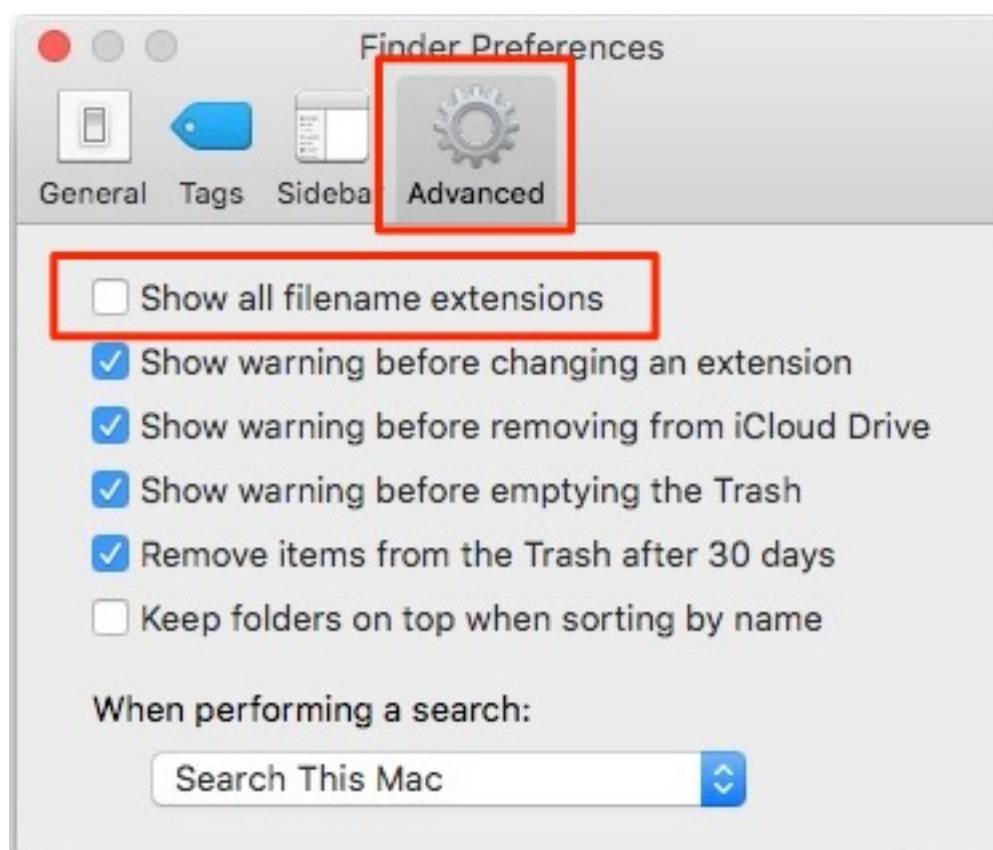 Finder Preferences
General Tags Sidebar Advanced
Show all filename extensions
Show warning before changing an extension
Show warning before removing from iCloud Drive
Show warning before emptying the Trash
Remove items from the Trash after 30 days
Keep folders on top when sorting by name
When performing a search:
Search This Mac